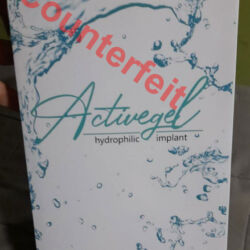 Counterfeit
Activegel
hydrophilic implant